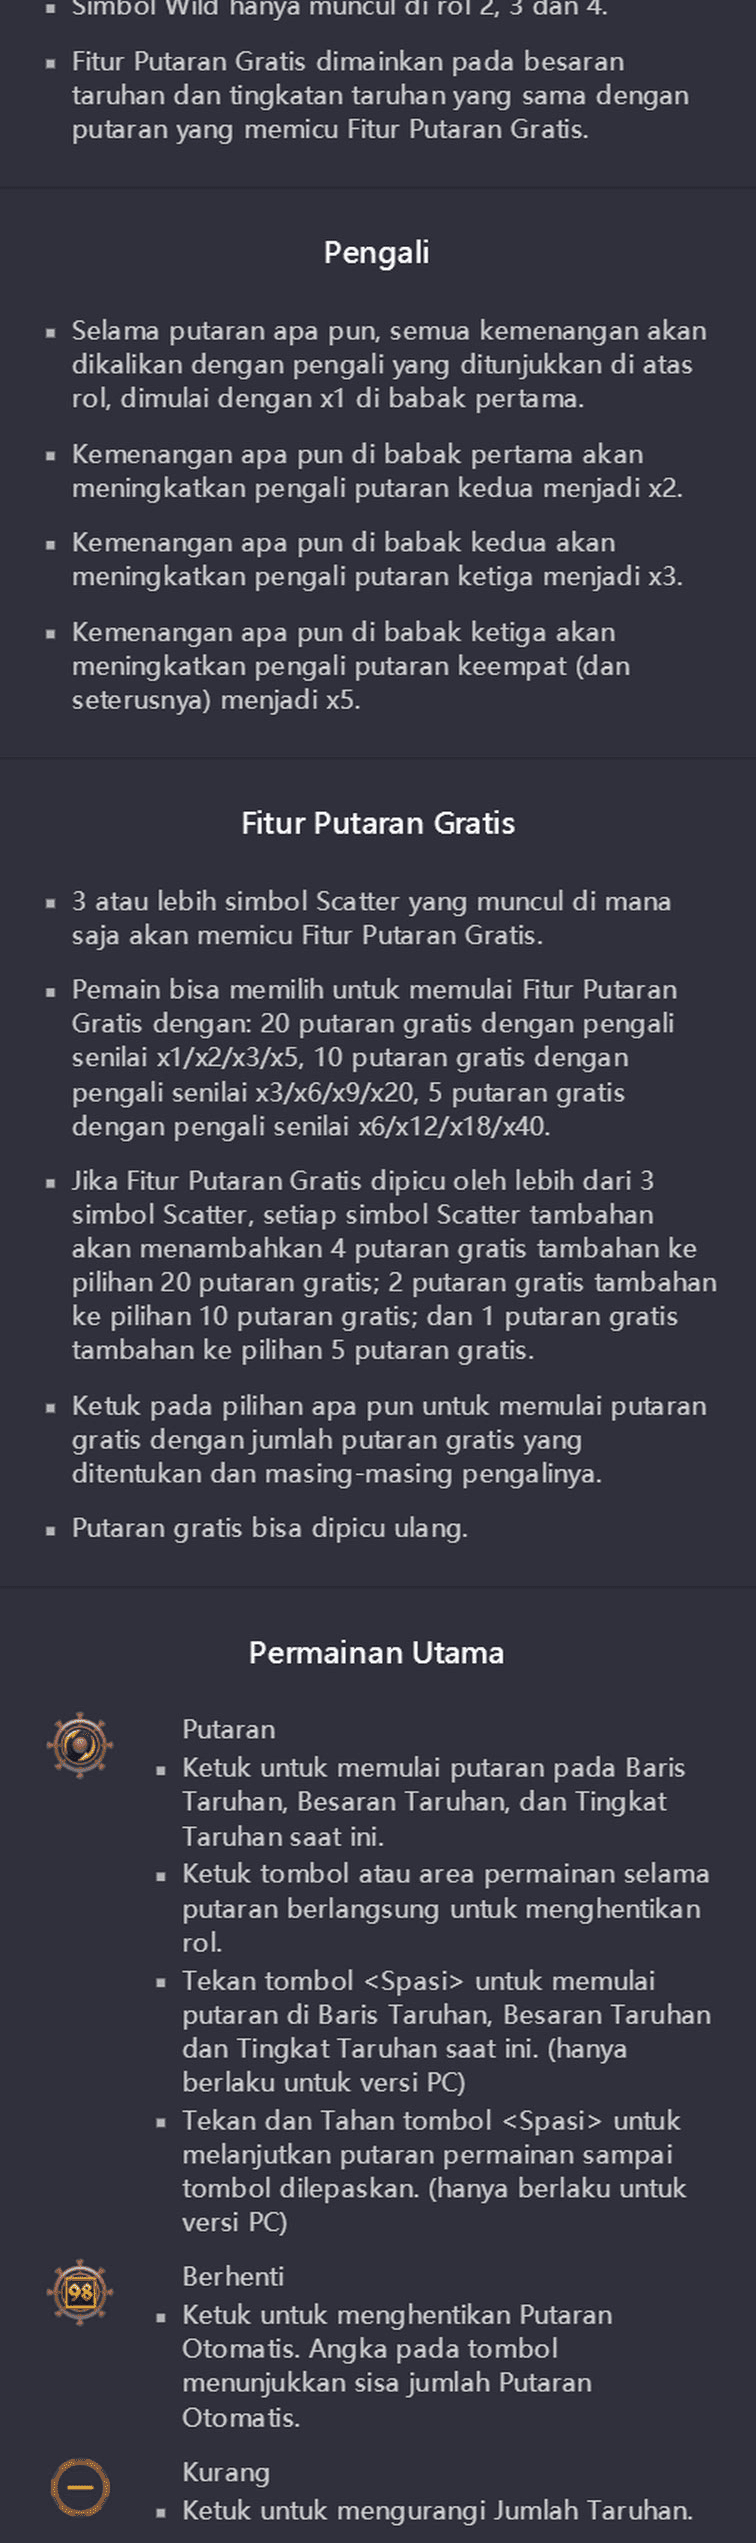 Simbol Wild hanya muncul di rol 2, 3 dan 4.
Fitur Putaran Gratis dimainkan pada besaran
taruhan dan tingkatan taruhan yang sama dengan
putaran yang memicu Fitur Putaran Gratis.
Pengali
Selama putaran apa pun, semua kemenangan akan
dikalikan dengan pengali yang ditunjukkan di atas
rol, dimulai dengan x1 di babak pertama.
Kemenangan apa pun di babak pertama akan
meningkatkan pengali putaran kedua menjadi x2.
Kemenangan apa pun di babak kedua akan
meningkatkan pengali putaran ketiga menjadi x3.
Kemenangan apa pun di babak ketiga akan
meningkatkan pengali putaran keempat (dan
seterusnya) menjadi x5.
Fitur Putaran Gratis
3 atau lebih simbol Scatter yang muncul di mana
saja akan memicu Fitur Putaran Gratis.
Pemain bisa memilih untuk memulai Fitur Putaran
Gratis dengan: 20 putaran gratis dengan pengali
senilai x1/x2/x3/x5, 10 putaran gratis dengan
pengali senilai x3/x6/x9/x20, 5 putaran gratis
dengan pengali senilai x6/x12/x18/x40.
Jika Fitur Putaran Gratis dipicu oleh lebih dari 3
simbol Scatter, setiap simbol Scatter tambahan
akan menambahkan 4 putaran gratis tambahan ke
pilihan 20 putaran gratis; 2 putaran gratis tambahan
ke pilihan 10 putaran gratis; dan 1 putaran gratis
tambahan ke pilihan 5 putaran gratis.
Ketuk pada pilihan apa pun untuk memulai putaran
gratis dengan jumlah putaran gratis yang
ditentukan dan masing-masing pengalinya.
Putaran gratis bisa dipicu ulang.
Permainan Utama
Putaran
Ketuk untuk memulai putaran pada Baris
Taruhan, Besaran Taruhan, dan Tingkat
Taruhan saat ini.
Ketuk tombol atau area permainan selama
putaran berlangsung untuk menghentikan
rol.
Tekan tombol <Spasi> untuk memulai
putaran di Baris Taruhan, Besaran Taruhan
dan Tingkat Taruhan saat ini. (hanya
berlaku untuk versi PC)
Tekan dan Tahan tombol <Spasi> untuk
melanjutkan putaran permainan sampai
tombol dilepaskan. (hanya berlaku untuk
versi PC)
98
Berhenti
Ketuk untuk menghentikan Putaran
Otomatis. Angka pada tombol
menunjukkan sisa jumlah Putaran
Otomatis.
Kurang
Ketuk untuk mengurangi Jumlah Taruhan.